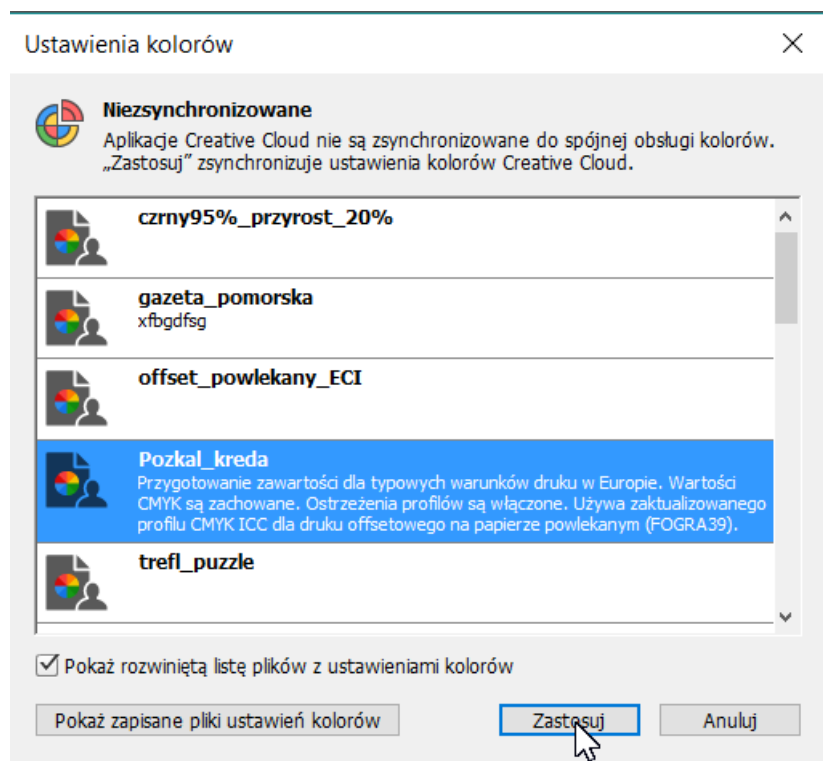 Ustawienia kolorów
Niezsynchronizowane
Aplikacje Creative Cloud nie są zsynchronizowane do spójnej obsługi kolorów.
„Zastosuj” zsynchronizuje ustawienia kolorów Creative Cloud.
czrny95%_przyrost_20%
gazeta_pomorska
xfbgdfsg
offset_powlekany_ECI
Pozkal_kreda
Przygotowanie zawartości dla typowych warunków druku w Europie. Wartości
CMYK są zachowane. Ostrzeżenia profilów są włączone. Używa zaktualizowanego
profilu CMYK ICC dla druku offsetowego na papierze powlekanym (FOGRA39).
trefl_puzzle
Pokaż rozwiniętą listę plików z ustawieniami kolorów
Pokaż zapisane pliki ustawień kolorów
Zastosuj
Anuluj